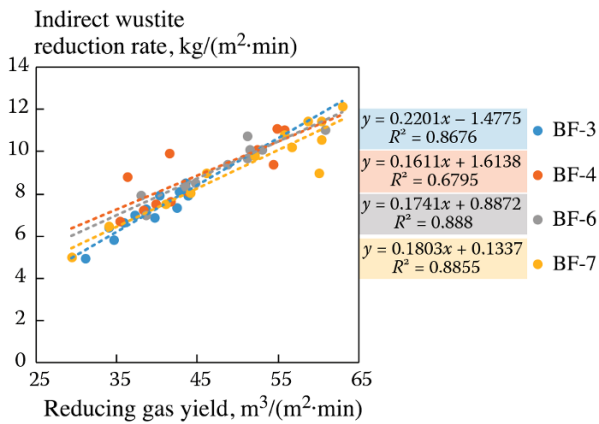 Indirect wustite
reduction rate, kg/(m²·min)
14
12
10
8
6
4
2
0
25
35
45
55
65
Reducing gas yield, m³/(m²·min)
y = 0.2201x – 1.4775
R² = 0.8676
BF-3
y = 0.1611x + 1.6138
R² = 0.6795
BF-4
y = 0.1741x + 0.8872
R² = 0.888
BF-6
y = 0.1803x + 0.1337
R² = 0.8855
BF-7